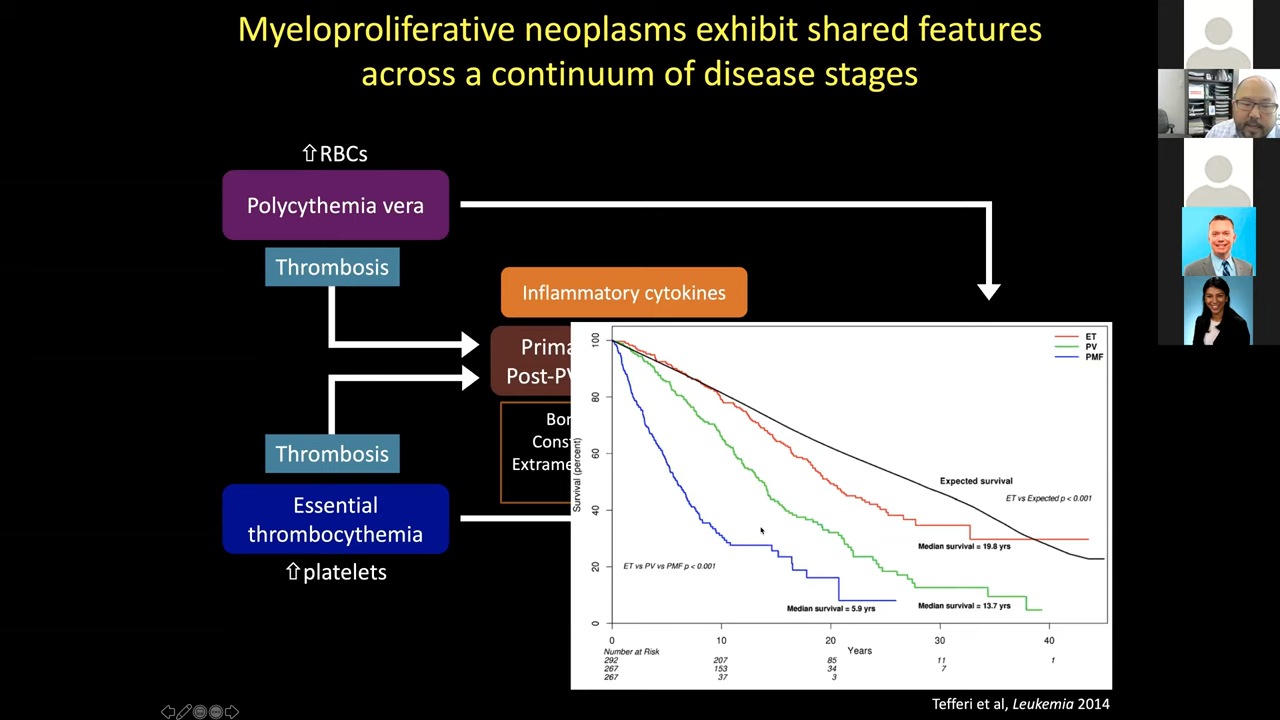 Myeloproliferative neoplasms exhibit shared features
across a continuum of disease stages
⇧RBCs
Polycythemia vera
Thrombosis
Inflammatory cytokines
Prima
Post-PV
Bor
Const
Extrame
Thrombosis
Essential
thrombocythemia
⇧platelets
Survival (percent)
100
80
60
40
20
0
ET
PV
PMF
Expected survival
ET vs Expected p < 0.001
Median survival = 19.8 yrs
ET vs PV vs PMF p < 0.001
Median survival = 5.9 yrs
Median survival = 13.7 yrs
0 10 20 30 40
Years
Number at Risk
292 207 85 11 1
267 153 34 7
267 37 3
Tefferi et al, Leukemia 2014